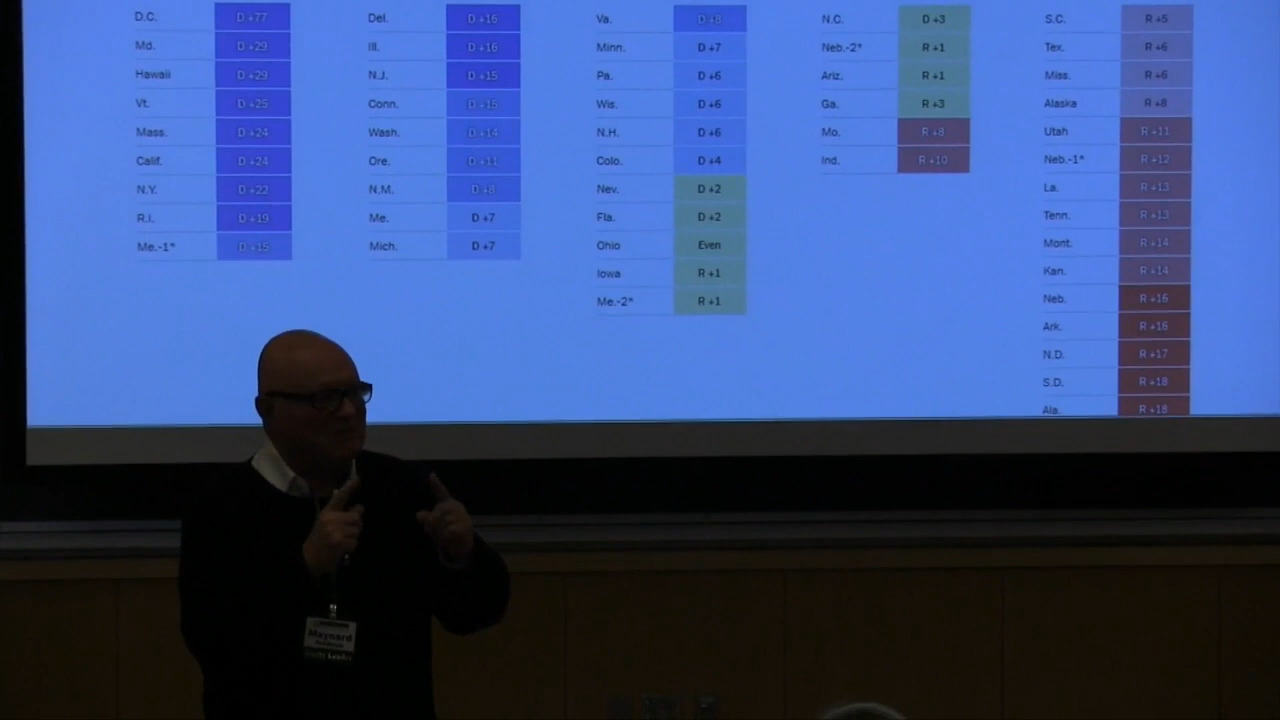 D.C. D +77
Md. D +29
Hawaii D +29
Vt. D +25
Mass. D +24
Calif. D +24
N.Y. D +22
R.I. D +19
Me.-1* D +15
Del. D +16
Ill. D +16
N.J. D +15
Conn. D +15
Wash. D +14
Ore. D +11
N.M. D +8
Me. D +7
Mich. D +7
Va. D +8
Minn. D +7
Pa. D +6
Wis. D +6
N.H. D +6
Colo. D +4
Nev. D +2
Fla. D +2
Ohio Even
Iowa R +1
Me.-2* R +1
N.C. D +3
Neb.-2* R +1
Ariz. R +1
Ga. R +3
Mo. R +8
Ind. R +10
S.C. R +5
Tex. R +6
Miss. R +6
Alaska R +8
Utah R +11
Neb.-1* R +12
La. R +13
Tenn. R +13
Mont. R +14
Kan. R +14
Neb. R +16
Ark. R +16
N.D. R +17
S.D. R +18
Ala. R +18
Maynard